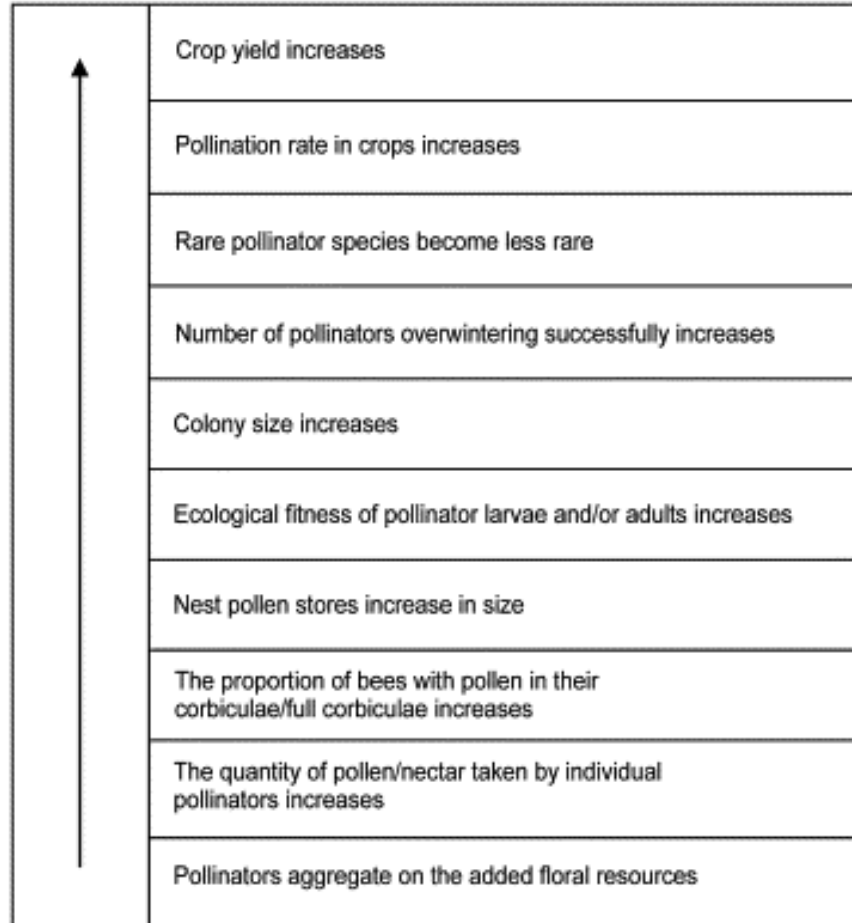 Crop yield increases
Pollination rate in crops increases
Rare pollinator species become less rare
Number of pollinators overwintering successfully increases
Colony size increases
Ecological fitness of pollinator larvae and/or adults increases
Nest pollen stores increase in size
The proportion of bees with pollen in their
corbiculae/full corbiculae increases
The quantity of pollen/nectar taken by individual
pollinators increases
Pollinators aggregate on the added floral resources